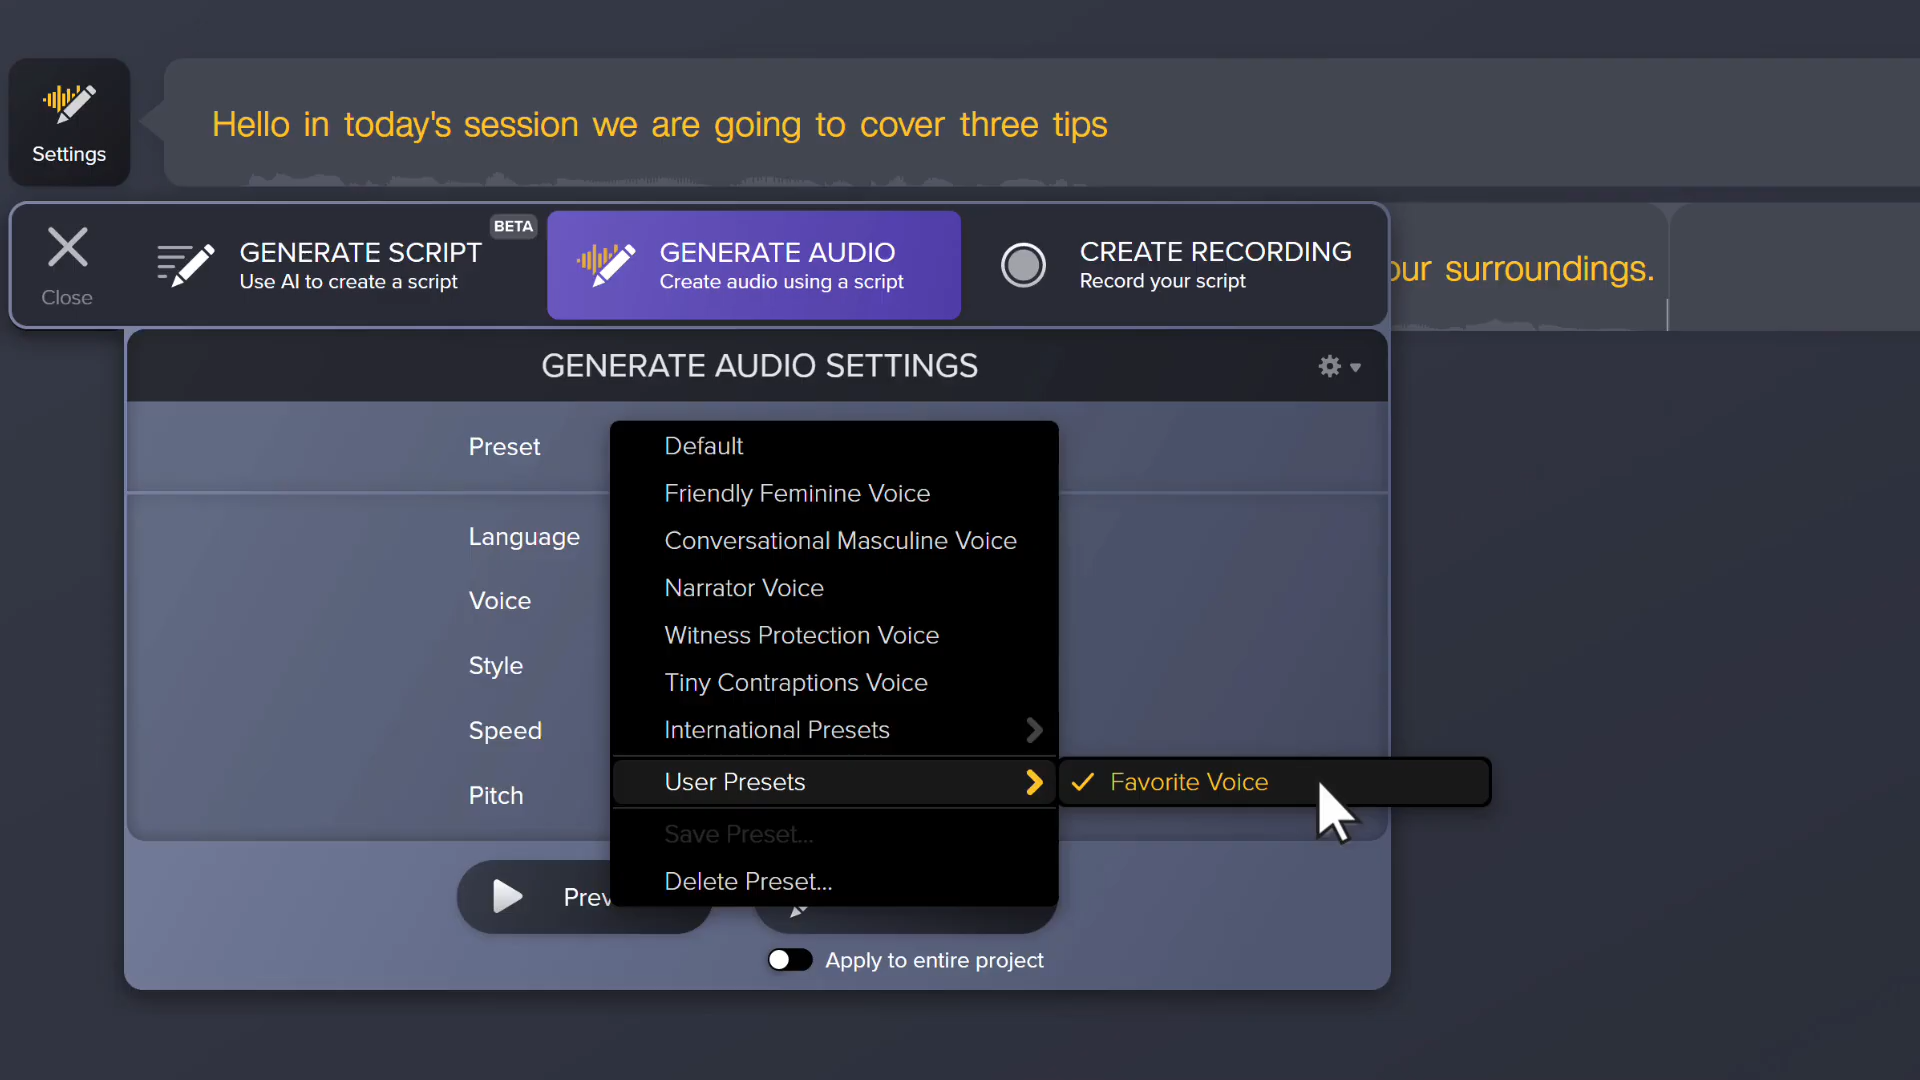 Settings
Hello in today's session we are going to cover three tips
Close
GENERATE SCRIPT
BETA
Use AI to create a script
GENERATE AUDIO
Create audio using a script
CREATE RECORDING
Record your script
our surroundings.
GENERATE AUDIO SETTINGS
Preset
Language
Voice
Style
Speed
Pitch
Default
Friendly Feminine Voice
Conversational Masculine Voice
Narrator Voice
Witness Protection Voice
Tiny Contraptions Voice
International Presets
User Presets
Favorite Voice
Save Preset...
Delete Preset...
Prev
Apply to entire project